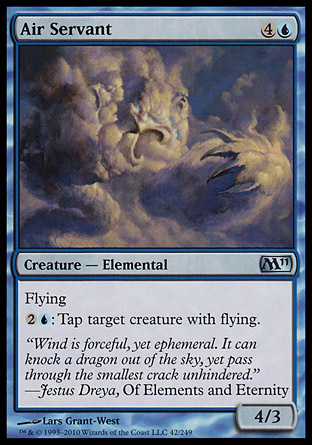 Air Servant 4
Creature — Elemental M11
Flying
2 : Tap target creature with flying.
“Wind is forceful, yet ephemeral. It can
knock a dragon out of the sky, yet pass
through the smallest crack unhindered.”
—Jestus Dreya, Of Elements and Eternity
Lars Grant-West
™ & © 1993-2010 Wizards of the Coast LLC 42/249
4/3